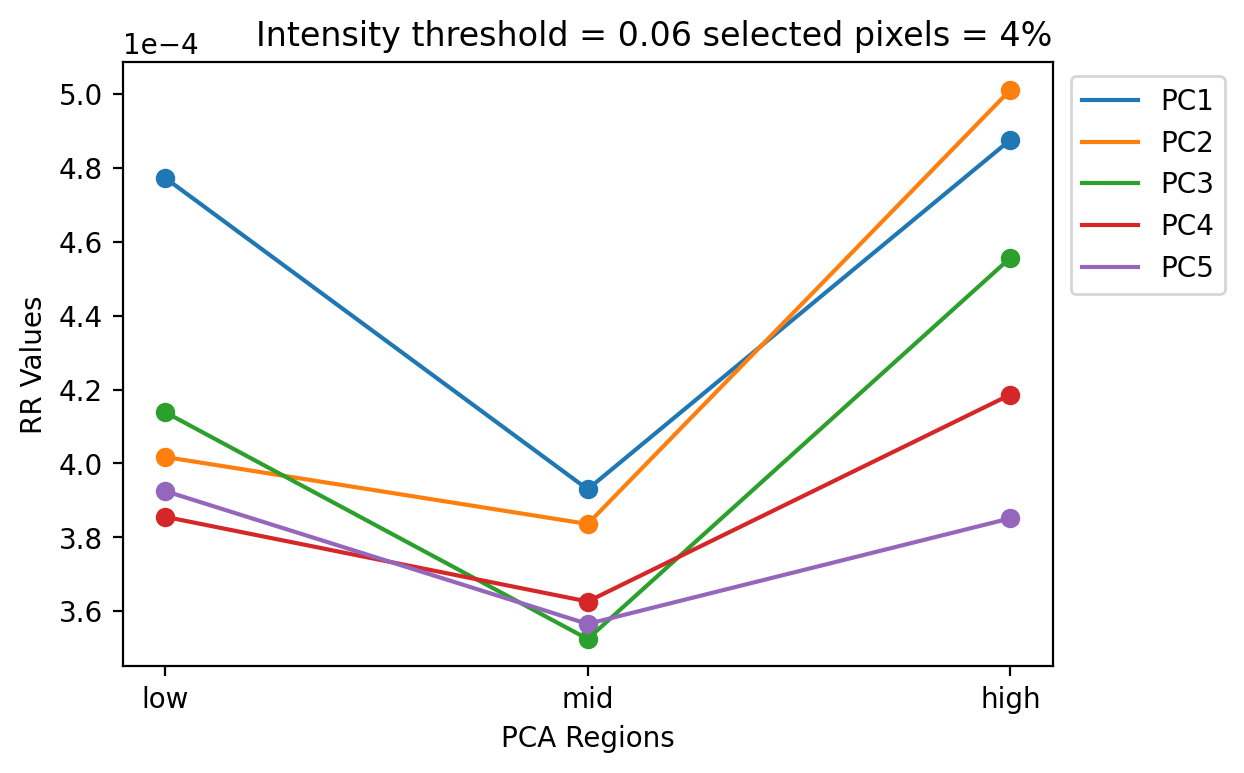 Intensity threshold = 0.06 selected pixels = 4%
1e−4
5.0
4.8
4.6
4.4
4.2
4.0
3.8
3.6
RR Values
low
mid
high
PCA Regions
PC1
PC2
PC3
PC4
PC5